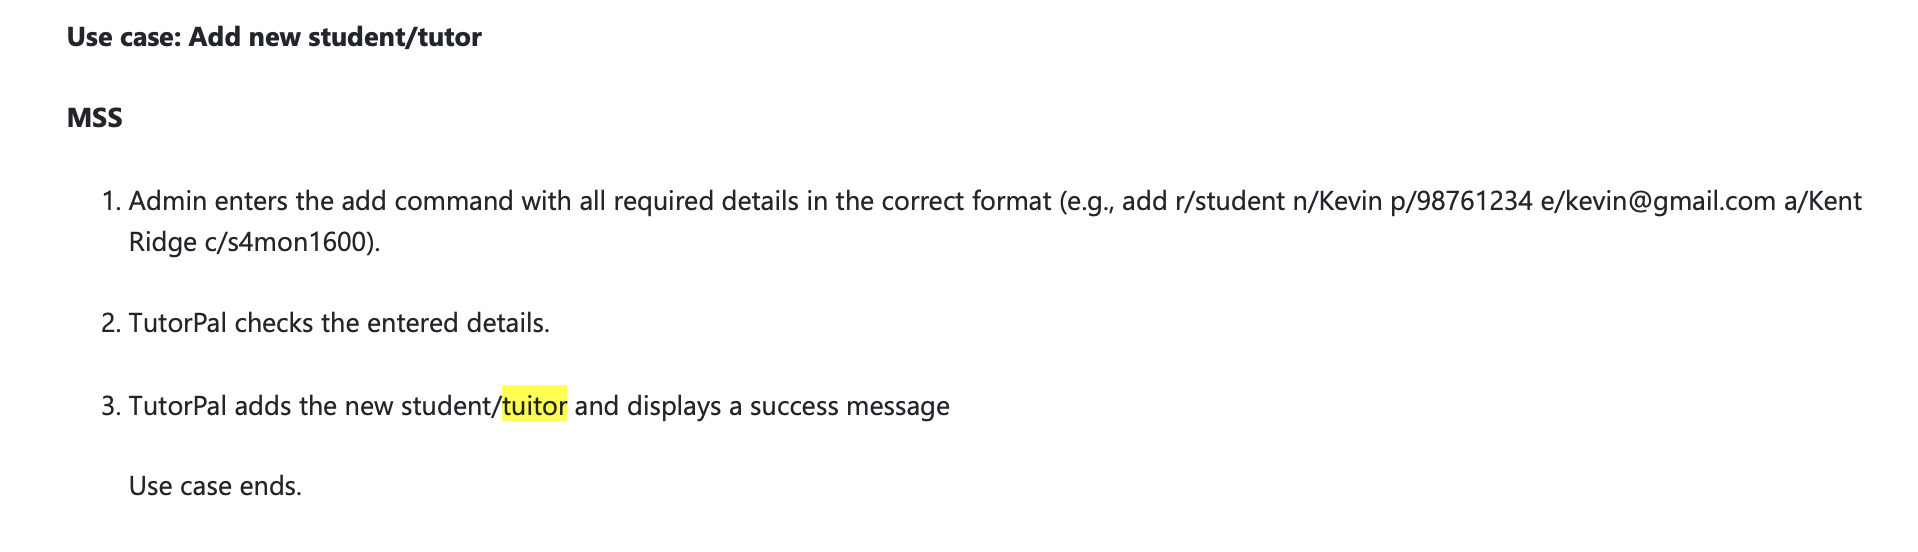 Use case: Add new student/tutor
MSS
1. Admin enters the add command with all required details in the correct format (e.g., add r/student n/Kevin p/98761234 e/kevin@gmail.com a/Kent
Ridge c/s4mon1600).
2. TutorPal checks the entered details.
3. TutorPal adds the new student/tuitor and displays a success message
Use case ends.